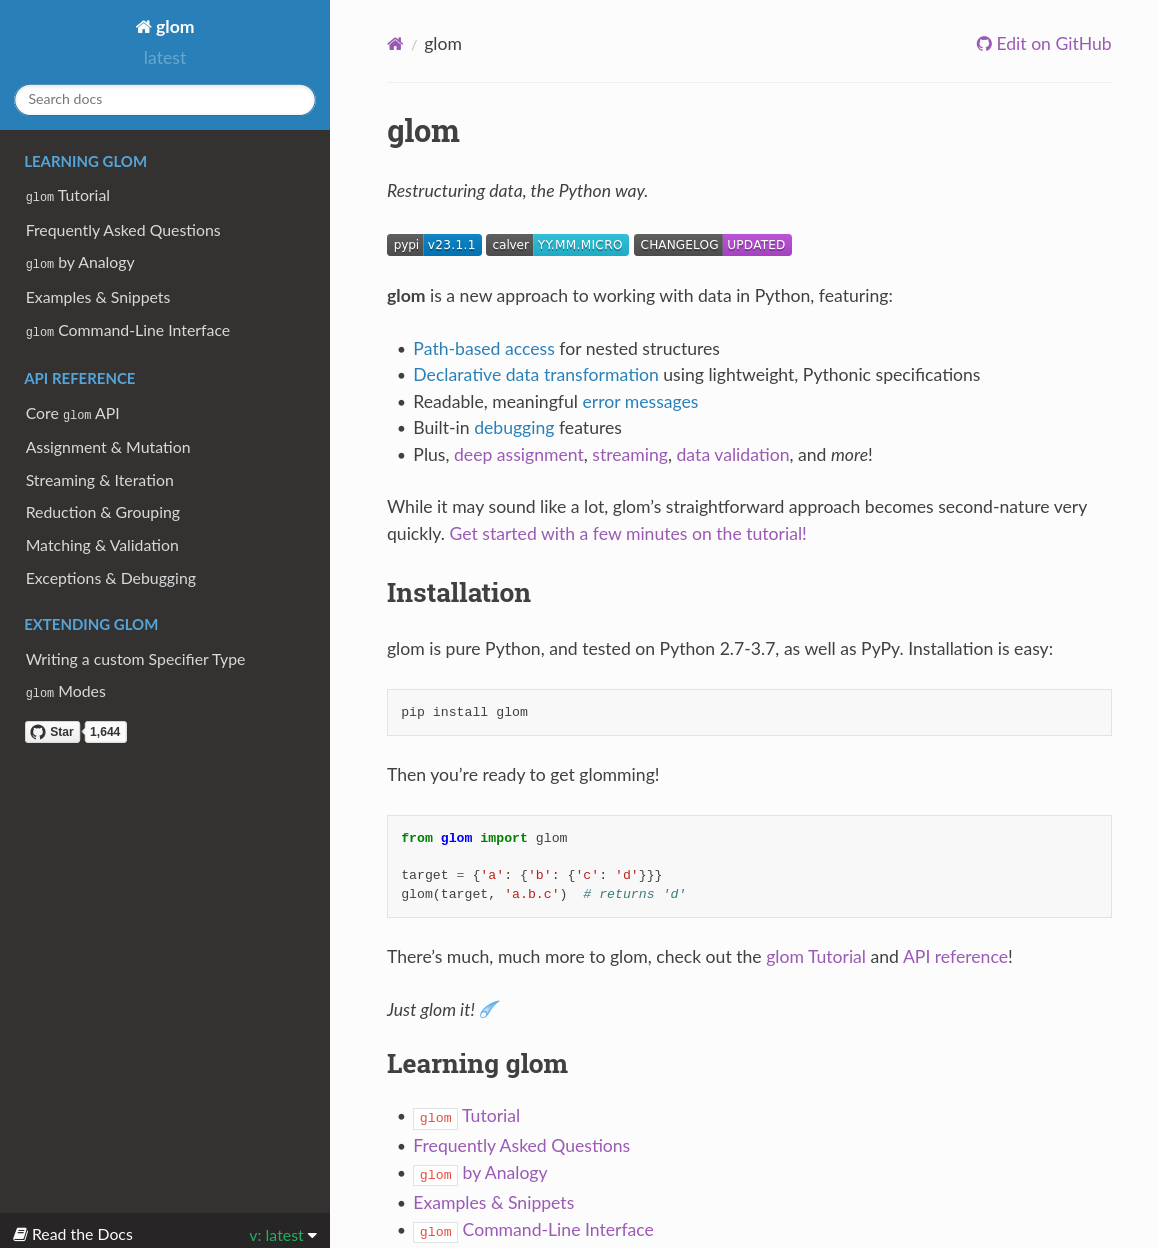 glom
latest
Search docs
LEARNING GLOM
glom Tutorial
Frequently Asked Questions
glom by Analogy
Examples & Snippets
glom Command-Line Interface
API REFERENCE
Core glom API
Assignment & Mutation
Streaming & Iteration
Reduction & Grouping
Matching & Validation
Exceptions & Debugging
EXTENDING GLOM
Writing a custom Specifier Type
glom Modes
Star 1,644
Read the Docs v: latest
/ glom Edit on GitHub
glom
Restructuring data, the Python way.
pypi v23.1.1 calver YY.MM.MICRO CHANGELOG UPDATED
glom is a new approach to working with data in Python, featuring:
• Path-based access for nested structures
• Declarative data transformation using lightweight, Pythonic specifications
• Readable, meaningful error messages
• Built-in debugging features
• Plus, deep assignment, streaming, data validation, and more!
While it may sound like a lot, glom’s straightforward approach becomes second-nature very
quickly. Get started with a few minutes on the tutorial!
Installation
glom is pure Python, and tested on Python 2.7-3.7, as well as PyPy. Installation is easy:
pip install glom
Then you’re ready to get glomming!
from glom import glom
target = {'a': {'b': {'c': 'd'}}}
glom(target, 'a.b.c')  # returns 'd'
There’s much, much more to glom, check out the glom Tutorial and API reference!
Just glom it! ☄️
Learning glom
• glom Tutorial
• Frequently Asked Questions
• glom by Analogy
• Examples & Snippets
• glom Command-Line Interface